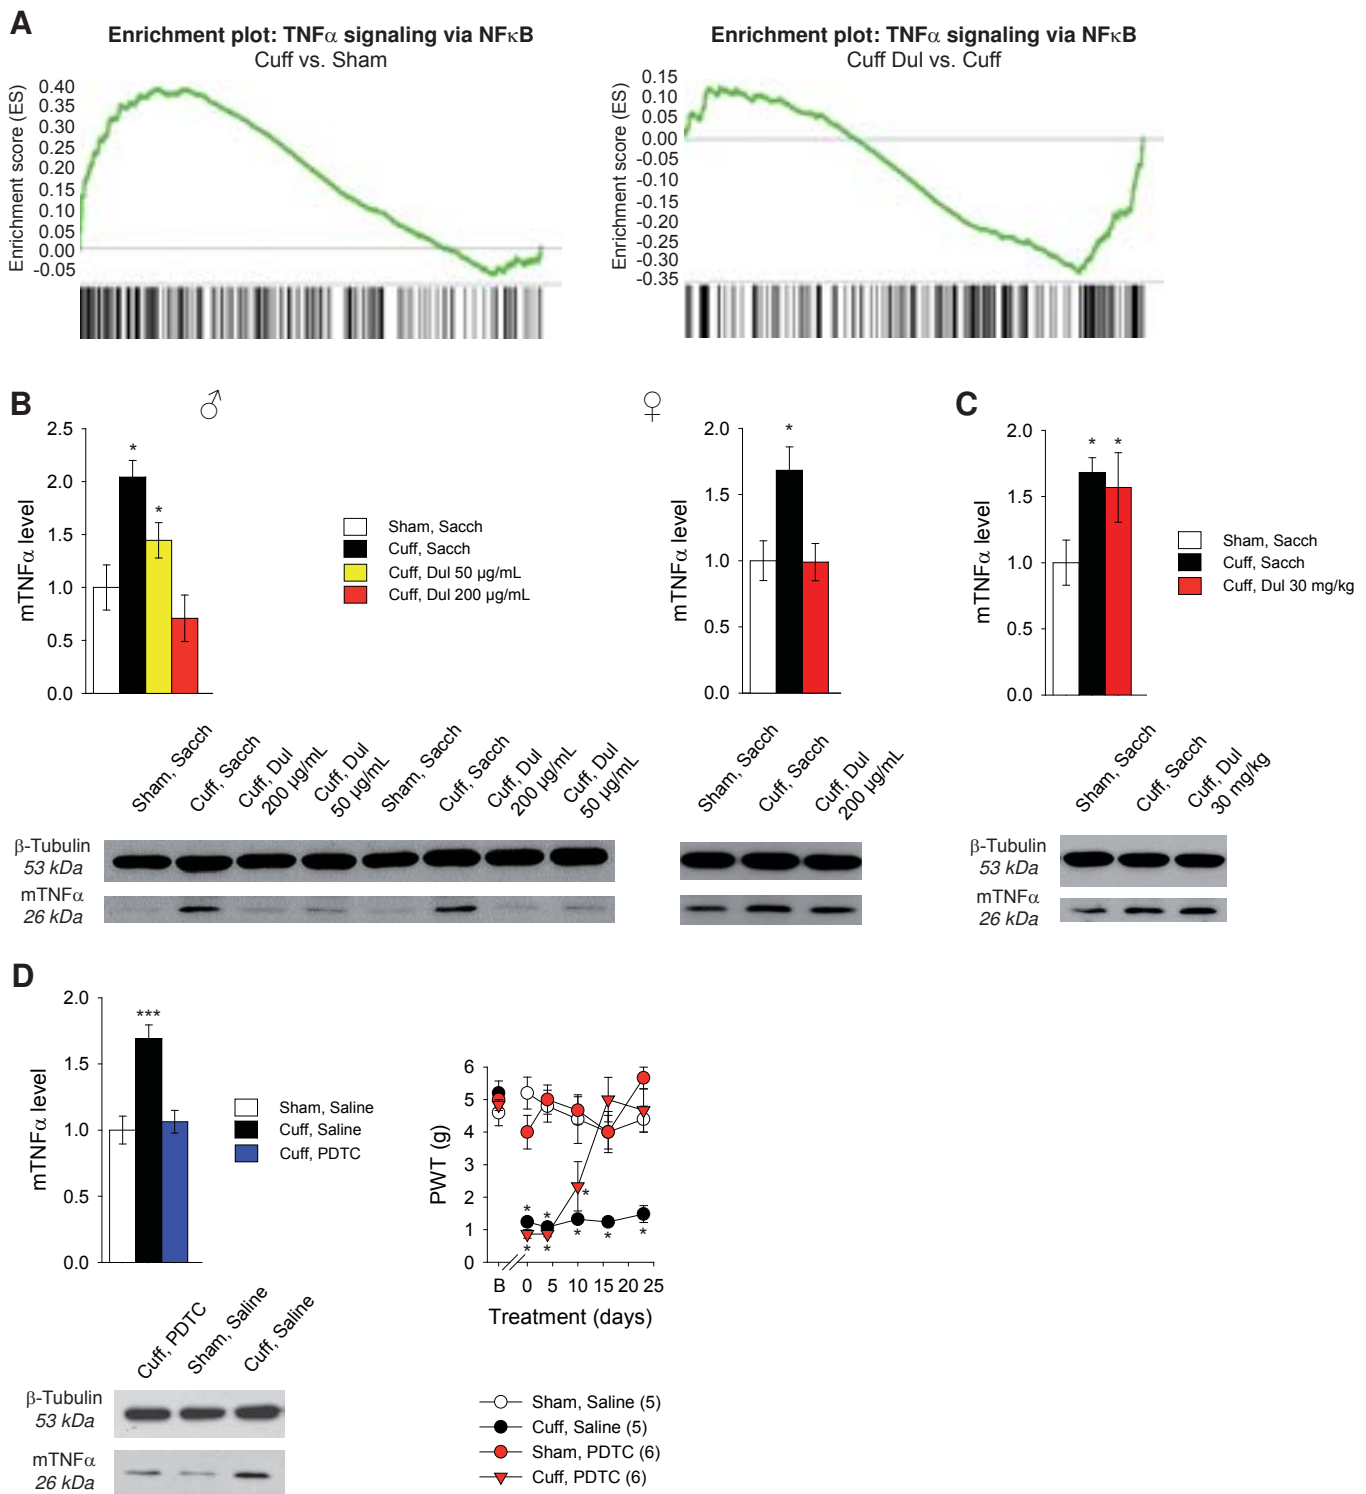 A
Enrichment plot: TNFα signaling via NFκB
Cuff vs. Sham
Enrichment score (ES)
0.40
0.35
0.30
0.25
0.20
0.15
0.10
0.05
0.00
-0.05
Enrichment plot: TNFα signaling via NFκB
Cuff Dul vs. Cuff
Enrichment score (ES)
0.15
0.10
0.05
0.00
-0.05
-0.10
-0.15
-0.20
-0.25
-0.30
-0.35
B
♂
mTNFα level
2.5
2.0
1.5
1.0
0.5
0.0
*
*
Sham, Sacch
Cuff, Sacch
Cuff, Dul 50 µg/mL
Cuff, Dul 200 µg/mL
♀
mTNFα level
2.0
1.5
1.0
0.5
0.0
*
Sham, Sacch
Cuff, Sacch
Cuff, Dul
200 µg/mL
Cuff, Dul
50 µg/mL
Sham, Sacch
Cuff, Sacch
Cuff, Dul
200 µg/mL
Cuff, Dul
50 µg/mL
β-Tubulin
53 kDa
mTNFα
26 kDa
Sham, Sacch
Cuff, Sacch
Cuff, Dul
200 µg/mL
C
mTNFα level
2.0
1.5
1.0
0.5
0.0
* *
Sham, Sacch
Cuff, Sacch
Cuff, Dul 30 mg/kg
Sham, Sacch
Cuff, Sacch
Cuff, Dul
30 mg/kg
β-Tubulin
53 kDa
mTNFα
26 kDa
D
mTNFα level
2.0
1.5
1.0
0.5
0.0
***
Sham, Saline
Cuff, Saline
Cuff, PDTC
Cuff, PDTC
Sham, Saline
Cuff, Saline
β-Tubulin
53 kDa
mTNFα
26 kDa
PWT (g)
6
5
4
3
2
1
0
* *
*
* * * * *
B 0 5 10 15 20 25
Treatment (days)
Sham, Saline (5)
Cuff, Saline (5)
Sham, PDTC (6)
Cuff, PDTC (6)